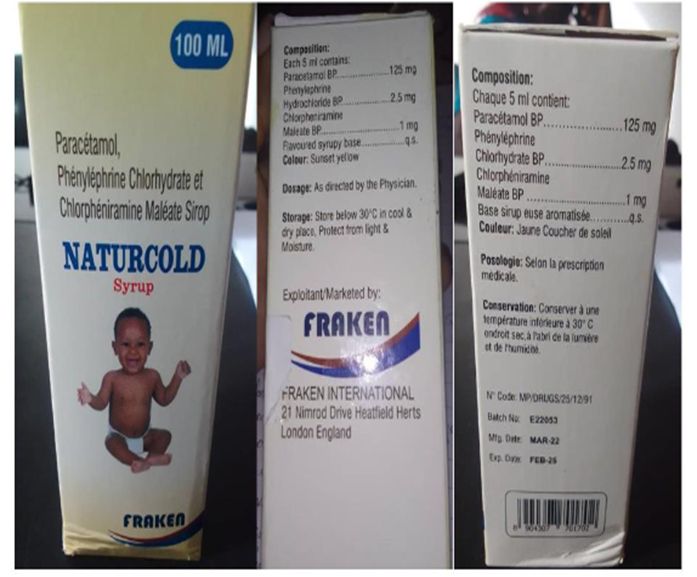 100 ML
Paracétamol,
Phényléphrine Chlorhydrate et
Chlorphéniramine Maléate Sirop
NATURCOLD
Syrup
FRAKEN
Composition:
Each 5 ml contains:
Paracetamol BP....................125 mg
Phenylephrine
Hydrochloride BP...............2.5 mg
Chlorpheniramine
Maleate BP.........................1 mg
Flavoured syrupy base............q.s.
Colour: Sunset yellow
Dosage: As directed by the Physician.
Storage: Store below 30°C in cool &
dry place, Protect from light &
Moisture.
Exploitant/Marketed by:
FRAKEN
FRAKEN INTERNATIONAL
21 Nimrod Drive Heatfield Herts
London England
Composition:
Chaque 5 ml contient:
Paracétamol BP........................125 mg
Phényléphrine
Chlorhydrate BP......................2.5 mg
Chlorphéniramine
Maléate BP ..............................1 mg
Base sirup euse aromatisée..........q.s.
Couleur: Jaune Coucher de soleil
Posologie: Selon la prescription
médicale.
Conservation: Conserver à une
température inférieure à 30° C
endroit sec,à l'abri de la lumière
et de l'humidité.
N° Code: MP/DRUGS/25/12/91
Batch No: E22053
Mfg. Date: MAR-22
Exp. Date: FEB-25